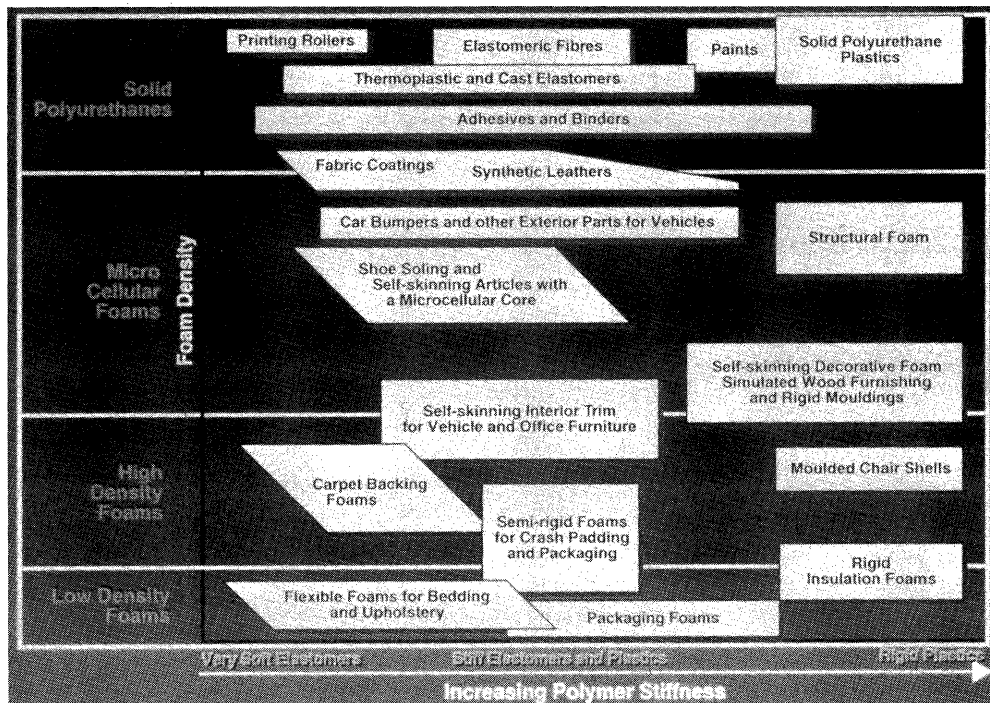 Printing Rollers
Elastomeric Fibres
Paints
Solid Polyurethane
Plastics
Solid
Polyurethanes
Thermoplastic and Cast Elastomers
Adhesives and Binders
Fabric Coatings
Synthetic Leathers
Car Bumpers and other Exterior Parts for Vehicles
Structural Foam
Micro
Cellular
Foams
Foam Density
Shoe Soling and
Self-skinning Articles with
a Microcellular Core
Self-skinning Decorative Foam
Simulated Wood Furnishing
and Rigid Mouldings
Self-skinning Interior Trim
for Vehicle and Office Furniture
High
Density
Foams
Carpet Backing
Foams
Moulded Chair Shells
Semi-rigid Foams
for Crash Padding
and Packaging
Rigid
Insulation Foams
Low Density
Foams
Flexible Foams for Bedding
and Upholstery
Packaging Foams
Very Soft Elastomers
Soft Elastomers and Plastics
Rigid Plastics
Increasing Polymer Stiffness